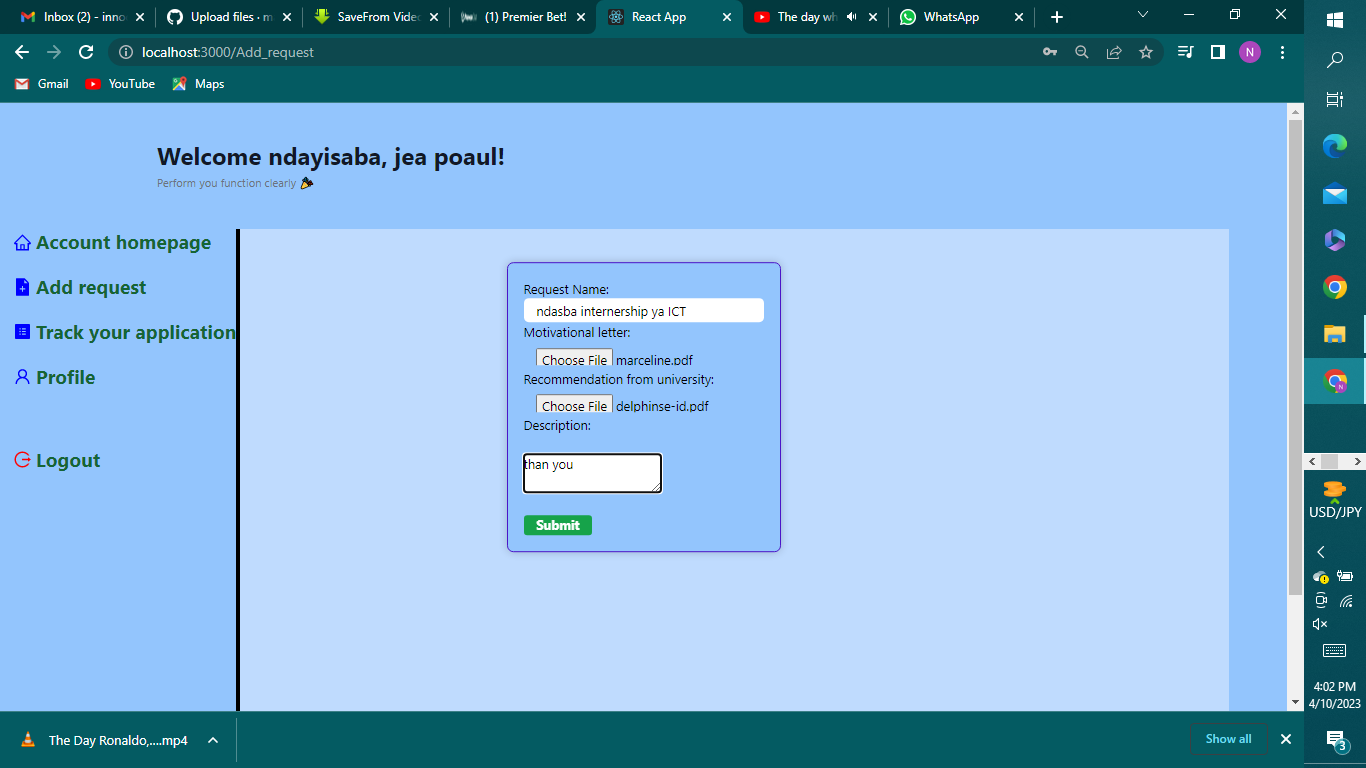 Inbox (2) - inno
Upload files · m
SaveFrom Video
(1) Premier Bet!
React App
The day wh
WhatsApp
localhost:3000/Add_request
N
Gmail
YouTube
Maps
Welcome ndayisaba, jea poaul!
Perform you function clearly
Account homepage
Add request
Track your application
Profile
Logout
Request Name:
ndasba internership ya ICT
Motivational letter:
Choose File marceline.pdf
Recommendation from university:
Choose File delphinse-id.pdf
Description:
than you
Submit
USD/JPY
4:02 PM
4/10/2023
3
The Day Ronaldo,....mp4
Show all